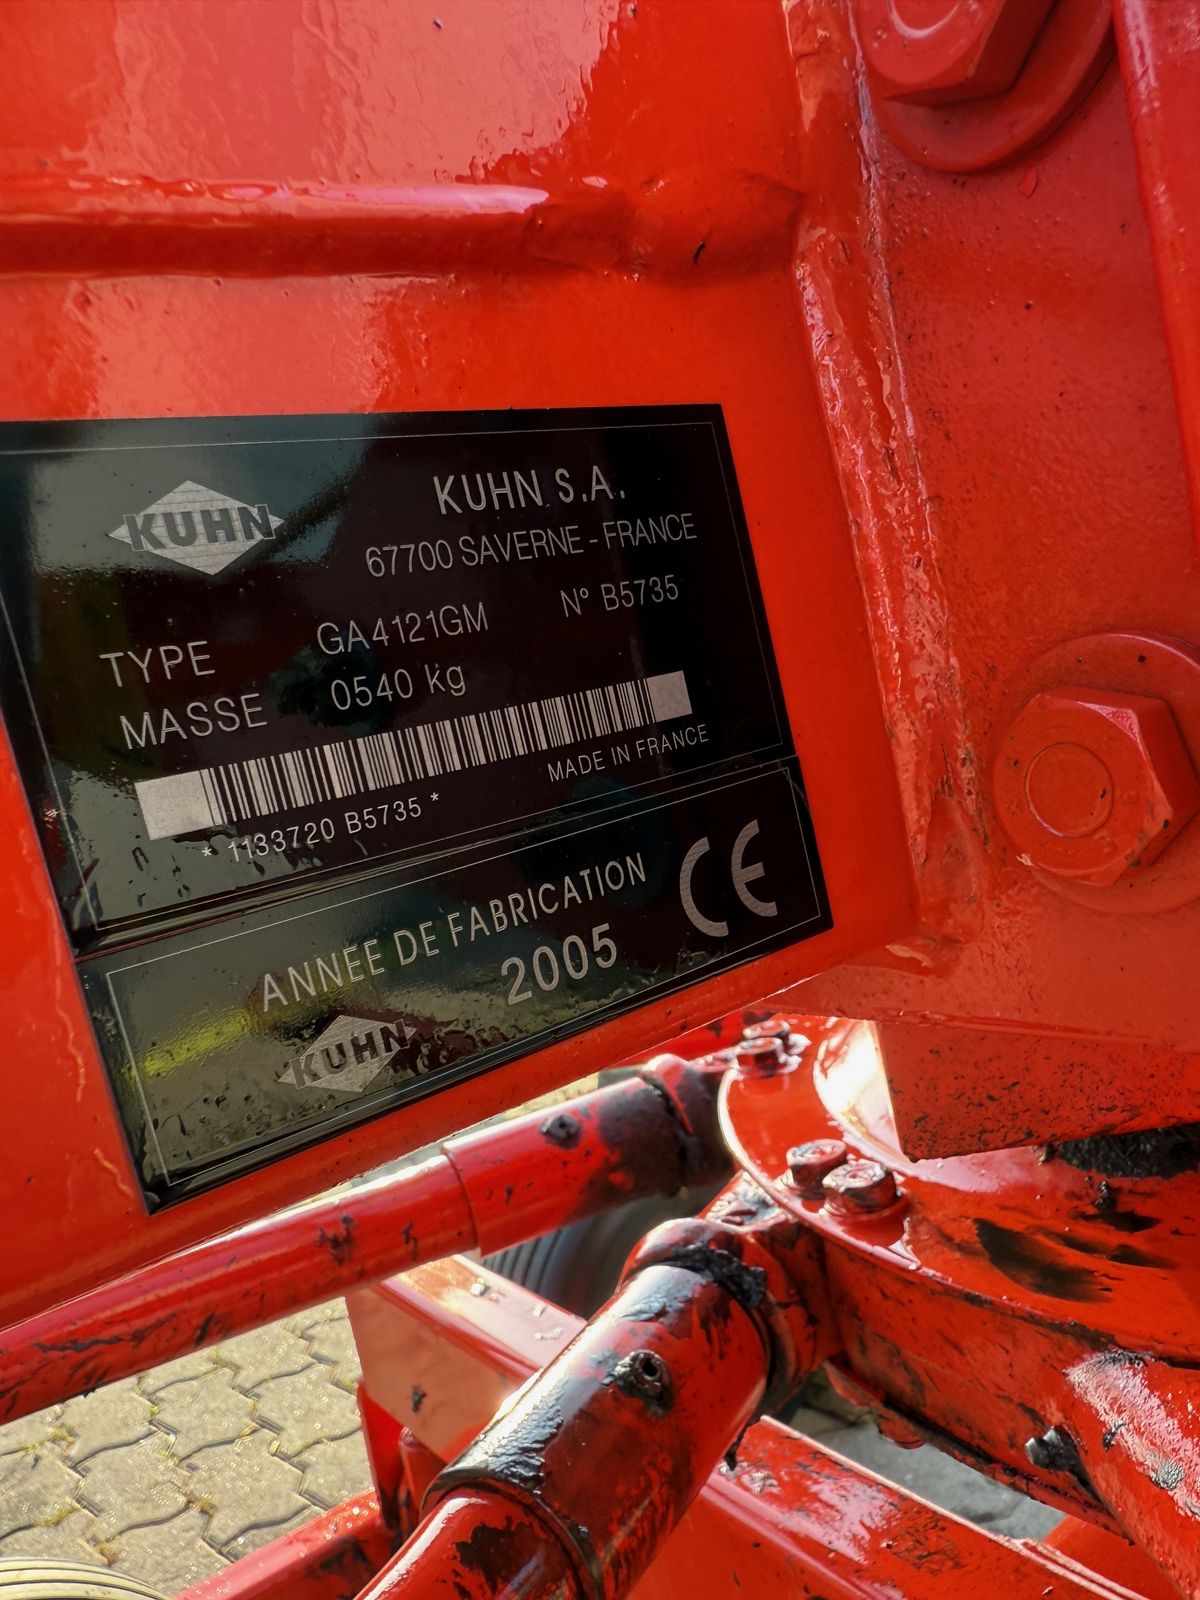 KUHN
KUHN S.A.
67700 SAVERNE - FRANCE
TYPE GA4121GM N° B5735
MASSE 0540 kg
MADE IN FRANCE
* 1133720 B5735 *
ANNÉE DE FABRICATION CE
2005
KUHN